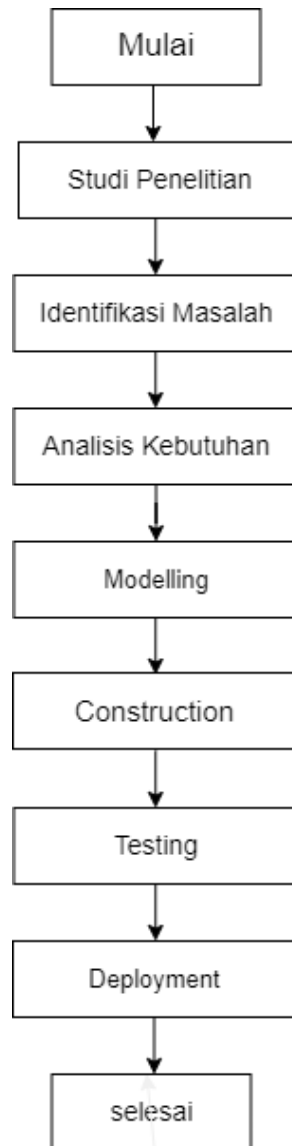 Mulai
Studi Penelitian
Identifikasi Masalah
Analisis Kebutuhan
Modelling
Construction
Testing
Deployment
selesai